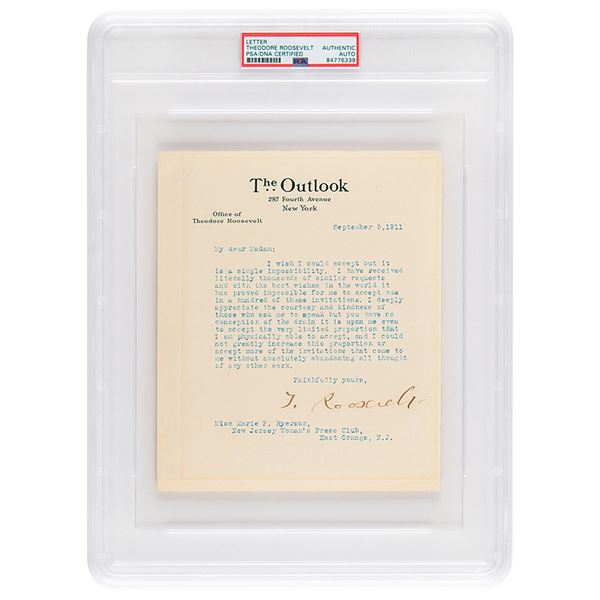 LETTER
THEODORE ROOSEVELT AUTHENTIC
PSA/DNA CERTIFIED AUTO
84776339
The Outlook
287 Fourth Avenue
New York
Office of
Theodore Roosevelt
September 5,1911
My dear Madam:
I wish I could accept but it
is a simple impossibility. I have received
literally thousands of similar requests
and with the best wishes in the world it
has proved impossible for me to accept one
in a hundred of these invitations. I deeply
appreciate the courtesy and kindness of
those who ask me to speak but you have no
conception of the drain it is upon me even
to accept the very limited proportion that
I am physically able to accept, and I could
not greatly increase this proportion or
accept more of the invitations that come to
me without absolutely abandoning all thought
of any other work.
Faithfully yours,
T. Roosevelt
Miss Marie F. Ryerson,
New Jersey Woman's Press Club,
East Orange, N.J.